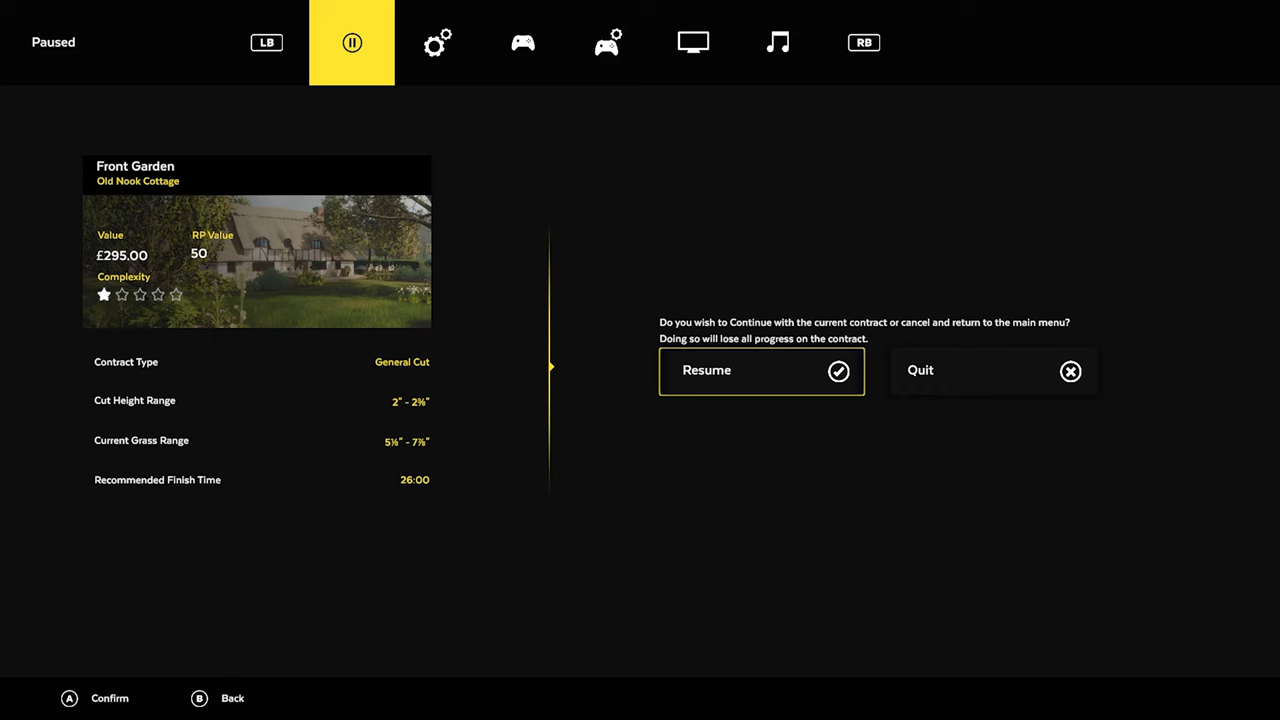 Paused
LB
RB
Front Garden
Old Nook Cottage
Value
RP Value
£295.00
50
Complexity
Contract Type
General Cut
Cut Height Range
2" - 2⅜"
Current Grass Range
5⅛" - 7⅞"
Recommended Finish Time
26:00
Do you wish to Continue with the current contract or cancel and return to the main menu?
Doing so will lose all progress on the contract.
Resume
Quit
A Confirm
B Back